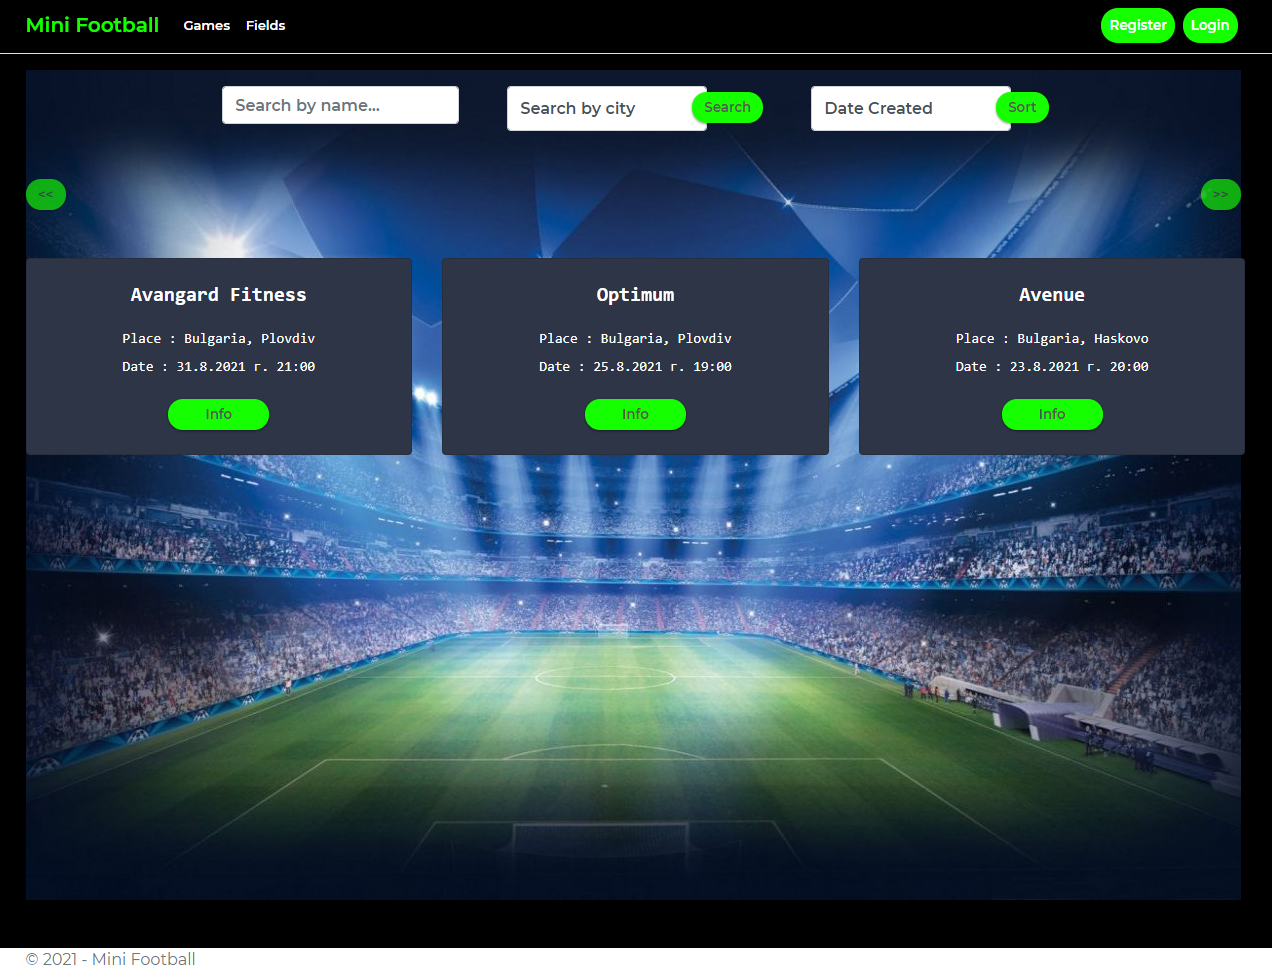 Mini Football Games Fields Register Login
Search by name... Search by city Search Date Created Sort
<< >>
Avangard Fitness
Place : Bulgaria, Plovdiv
Date : 31.8.2021 г. 21:00
Info
Optimum
Place : Bulgaria, Plovdiv
Date : 25.8.2021 г. 19:00
Info
Avenue
Place : Bulgaria, Haskovo
Date : 23.8.2021 г. 20:00
Info
© 2021 - Mini Football